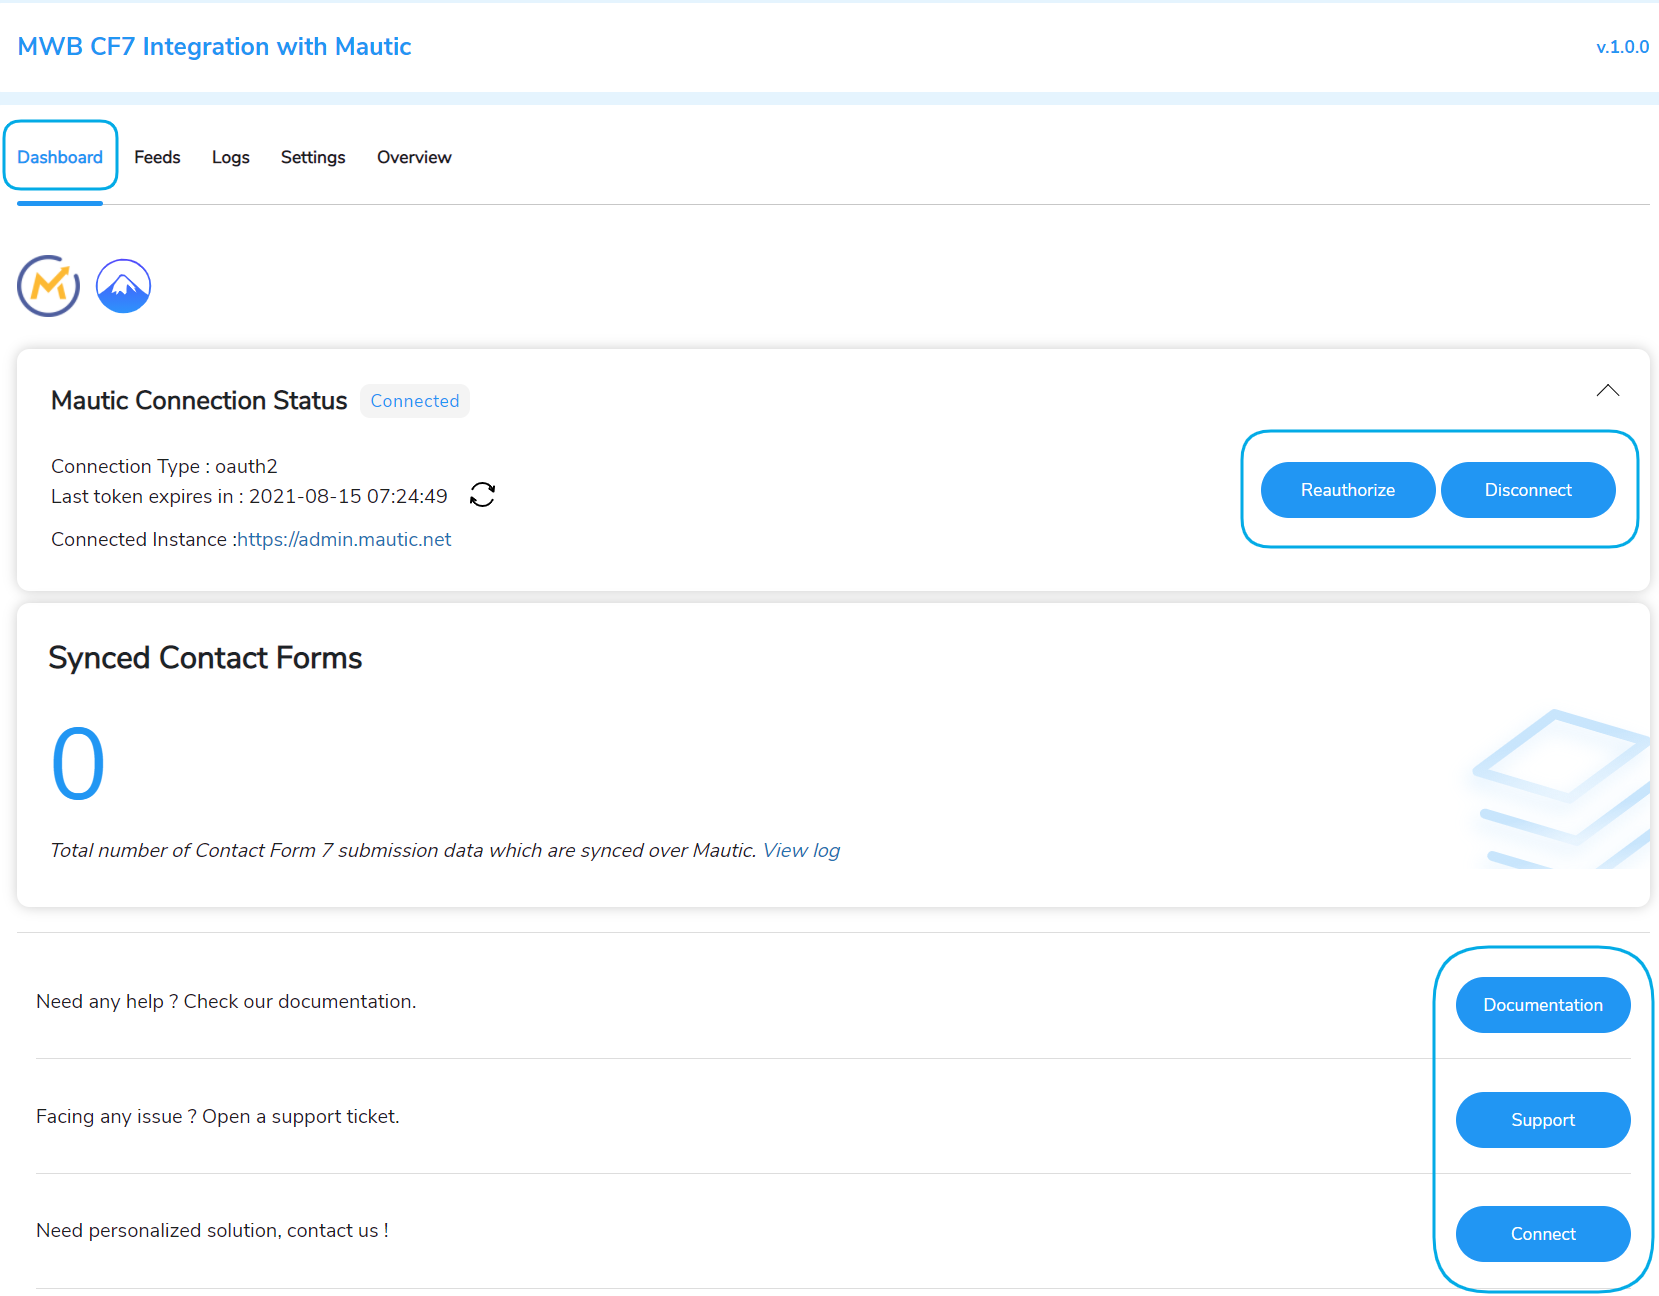 MWB CF7 Integration with Mautic
v.1.0.0
Dashboard Feeds Logs Settings Overview
Mautic Connection Status Connected
Connection Type : oauth2
Last token expires in : 2021-08-15 07:24:49
Reauthorize Disconnect
Connected Instance :https://admin.mautic.net
Synced Contact Forms
0
Total number of Contact Form 7 submission data which are synced over Mautic. View log
Need any help ? Check our documentation.
Documentation
Facing any issue ? Open a support ticket.
Support
Need personalized solution, contact us !
Connect